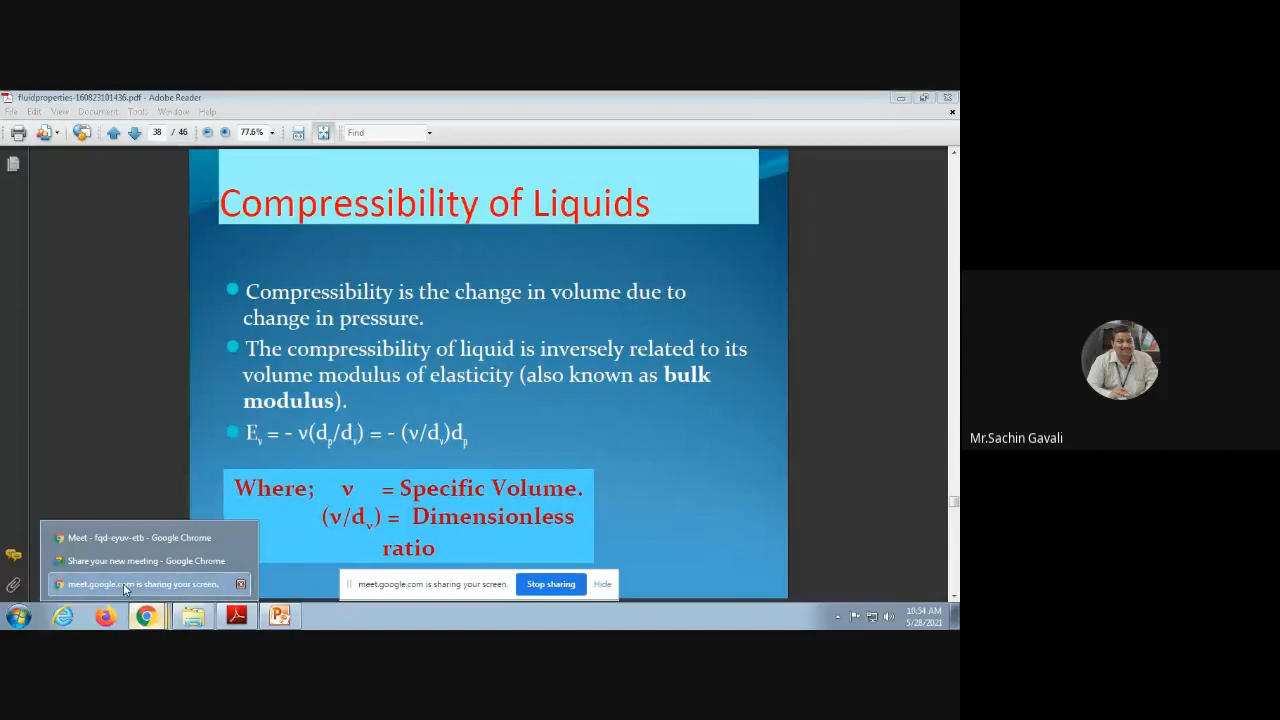 fluidproperties-160823101436.pdf - Adobe Reader
File Edit View Document Tools Window Help
38 / 46 77.6% Find
Compressibility of Liquids
Compressibility is the change in volume due to
change in pressure.
The compressibility of liquid is inversely related to its
volume modulus of elasticity (also known as bulk
modulus).
Eᵥ = - v(dₚ/dᵥ) = - (v/dᵥ)dₚ
Where; v = Specific Volume.
(v/dᵥ) = Dimensionless
ratio
Mr.Sachin Gavali
Meet - fqd-eyuv-etb - Google Chrome
Share your new meeting - Google Chrome
meet.google.com is sharing your screen.
meet.google.com is sharing your screen. Stop sharing Hide
10:54 AM
5/28/2021